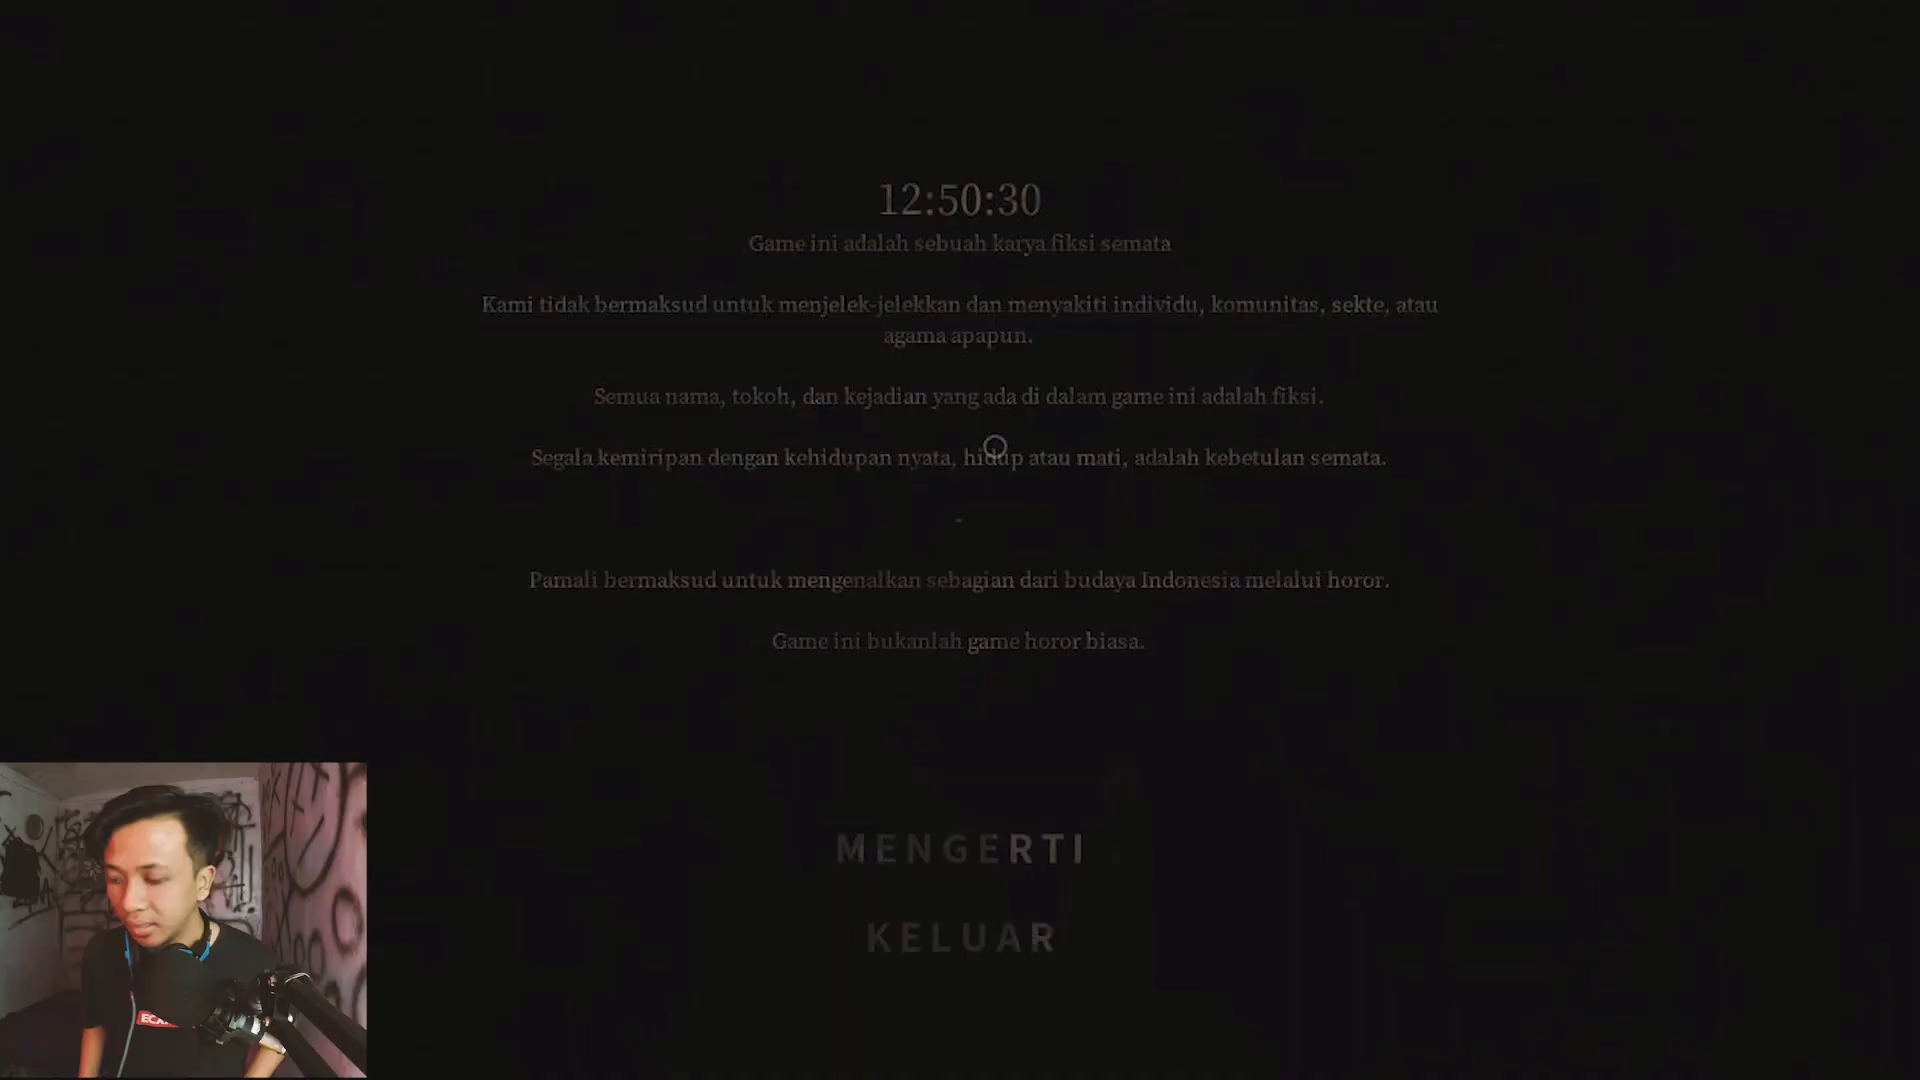 12:50:30
Game ini adalah sebuah karya fiksi semata
Kami tidak bermaksud untuk menjelek-jelekkan dan menyakiti individu, komunitas, sekte, atau
agama apapun.
Semua nama, tokoh, dan kejadian yang ada di dalam game ini adalah fiksi.
Segala kemiripan dengan kehidupan nyata, hidup atau mati, adalah kebetulan semata.
-
Pamali bermaksud untuk mengenalkan sebagian dari budaya Indonesia melalui horor.
Game ini bukanlah game horor biasa.
MENGERTI
KELUAR